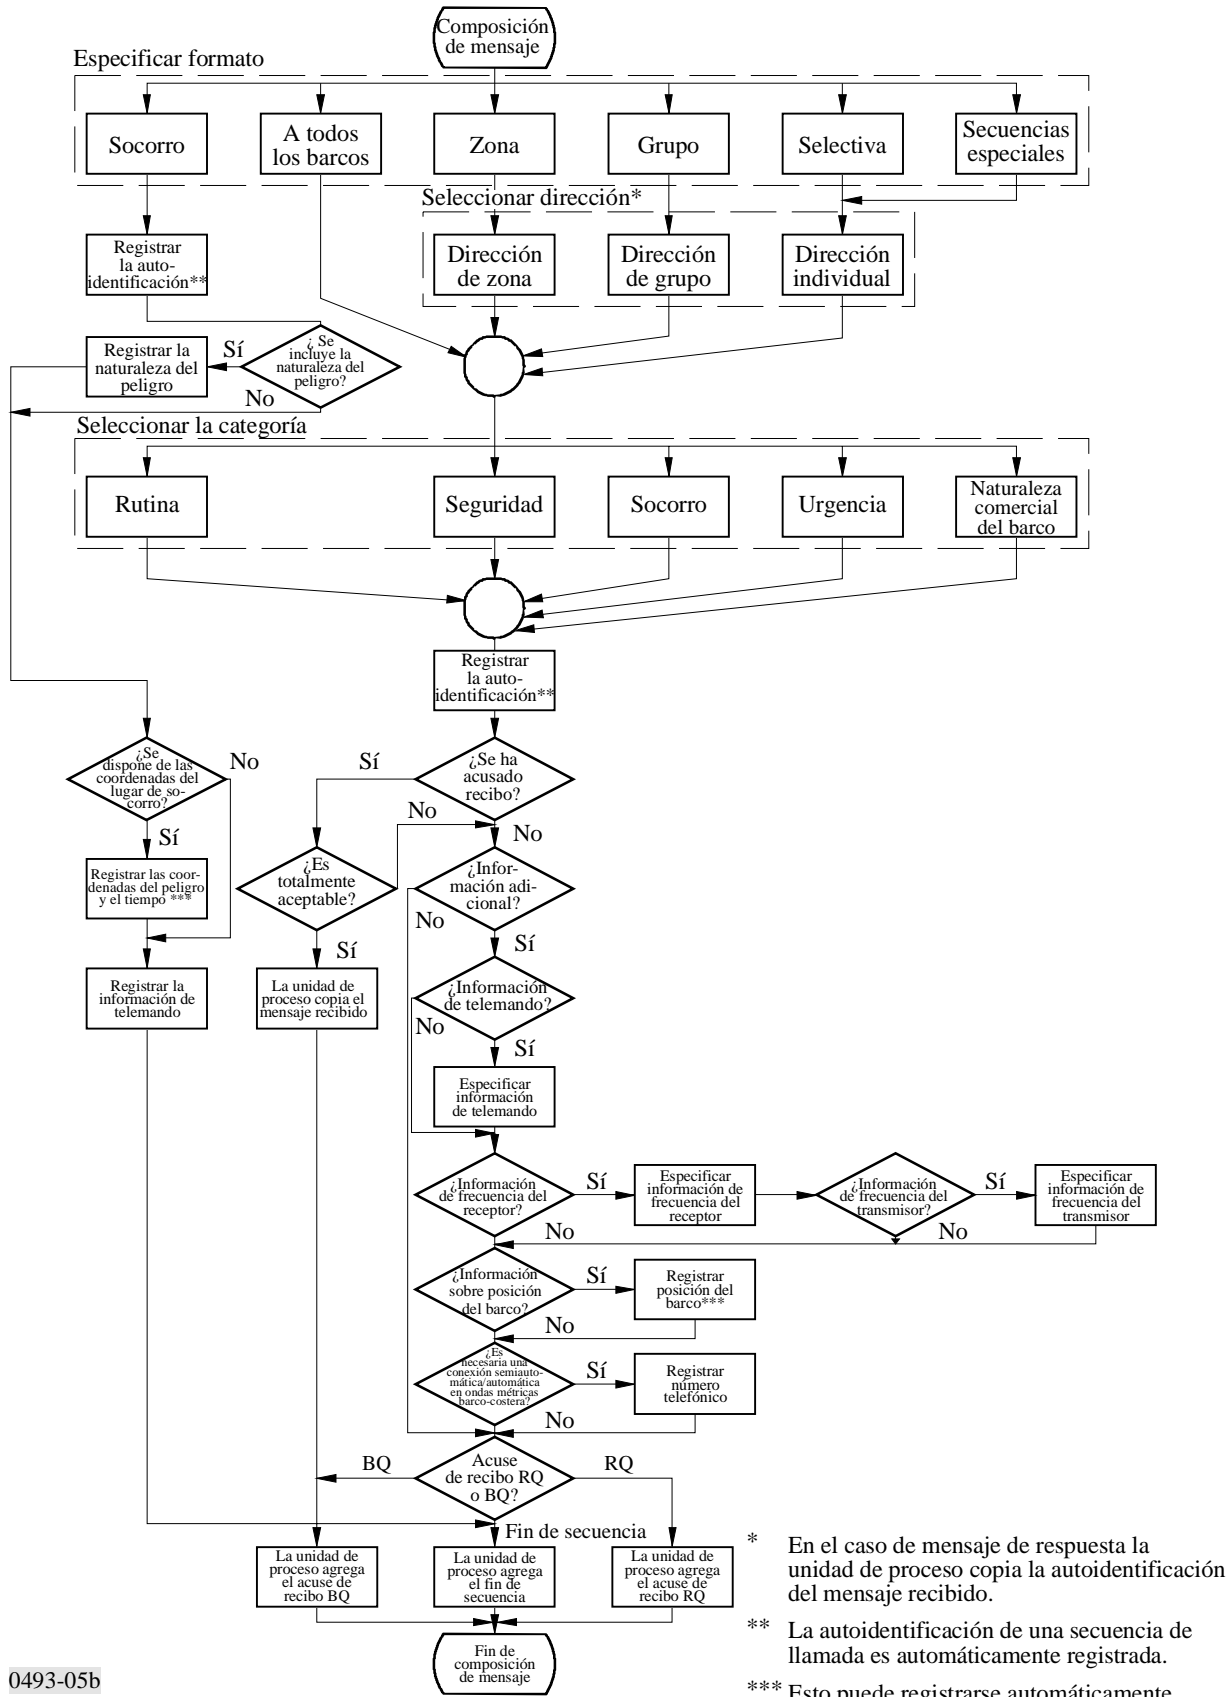 Composición
de mensaje
Especificar formato
Socorro
A todos
los barcos
Zona
Grupo
Selectiva
Secuencias
especiales
Seleccionar dirección*
Registrar
la auto-
identificación**
Dirección
de zona
Dirección
de grupo
Dirección
individual
Registrar la
naturaleza del
peligro
Sí
¿ Se
incluye la
naturaleza del
peligro?
No
Seleccionar la categoría
Rutina
Seguridad
Socorro
Urgencia
Naturaleza
comercial
del barco
Registrar
la auto-
identificación**
¿Se
dispone de las
coordenadas del
lugar de so-
corro?
No
Sí
¿Se ha
acusado
recibo?
No
No
Sí
Registrar las coor-
denadas del peligro
y el tiempo ***
¿Es
totalmente
aceptable?
¿Infor-
mación adi-
cional?
No
Sí
Sí
Registrar la
información de
telemando
La unidad de
proceso copia el
mensaje recibido
¿Información
de telemando?
No
Sí
Especificar
información
de telemando
¿Información
de frecuencia del
receptor?
Sí
Especificar
información de
frecuencia del
receptor
¿Información
de frecuencia del
transmisor?
Sí
Especificar
información de
frecuencia del
transmisor
No
No
¿Información
sobre posición
del barco?
Sí
Registrar
posición del
barco***
No
¿Es
necesaria una
conexión semiauto-
mática/automática
en ondas métricas
barco-costera?
Sí
Registrar
número
telefónico
No
BQ
Acuse
de recibo RQ
o BQ?
RQ
Fin de secuencia
La unidad de
proceso agrega
el acuse de
recibo BQ
La unidad de
proceso agrega
el fin de
secuencia
La unidad de
proceso agrega
el acuse de
recibo RQ
Fin de
composición
de mensaje
* En el caso de mensaje de respuesta la
unidad de proceso copia la autoidentificación
del mensaje recibido.
** La autoidentificación de una secuencia de
llamada es automáticamente registrada.
*** Esto puede registrarse automáticamente
0493-05b